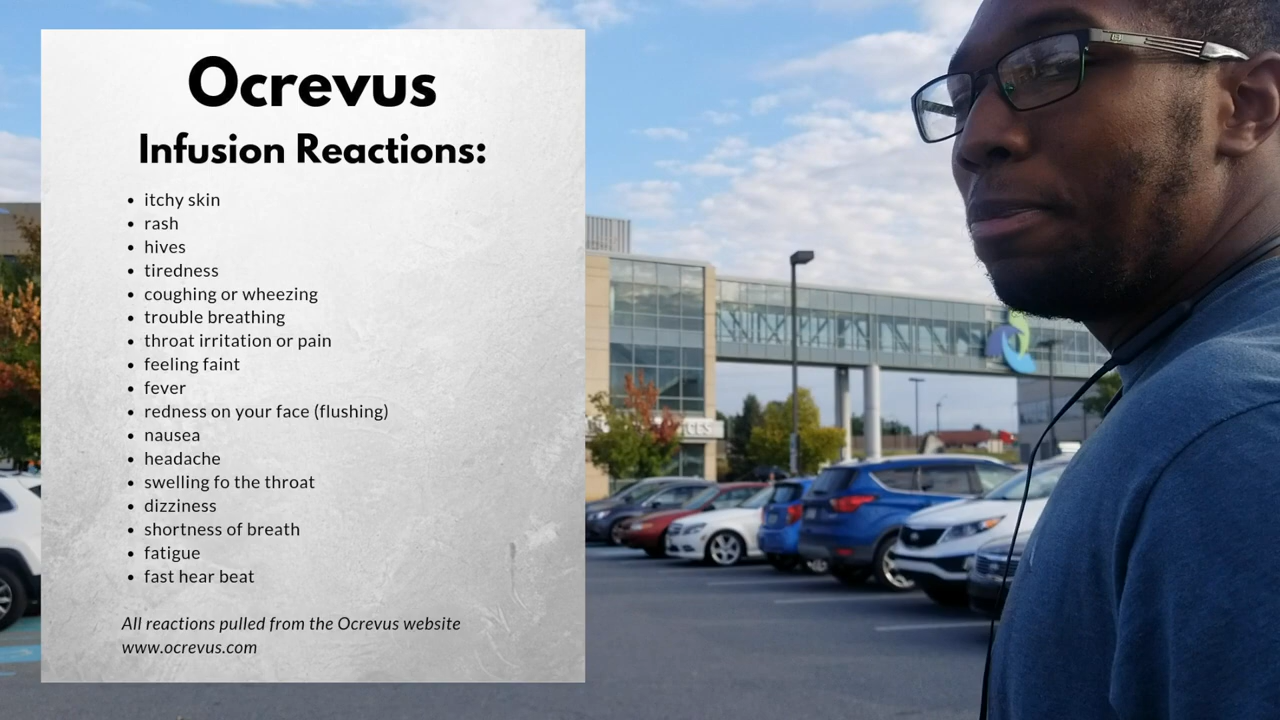 Ocrevus
Infusion Reactions:
• itchy skin
• rash
• hives
• tiredness
• coughing or wheezing
• trouble breathing
• throat irritation or pain
• feeling faint
• fever
• redness on your face (flushing)
• nausea
• headache
• swelling fo the throat
• dizziness
• shortness of breath
• fatigue
• fast hear beat
All reactions pulled from the Ocrevus website
www.ocrevus.com